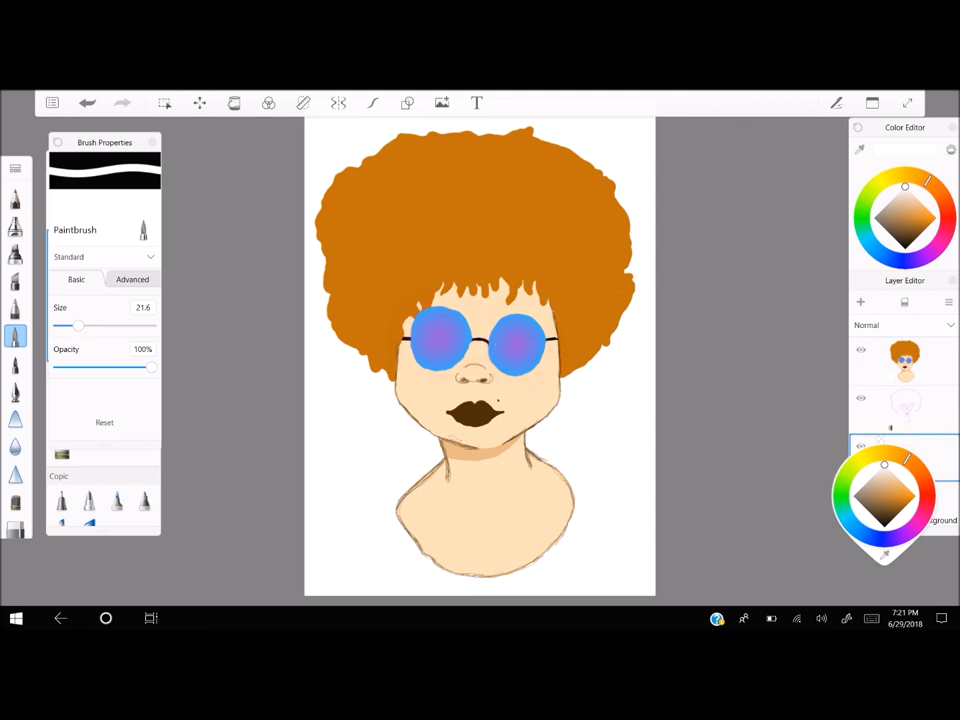 T
Brush Properties
Color Editor
Paintbrush
Standard
Basic
Advanced
Size
21.6
Opacity
100%
Reset
Copic
Layer Editor
Normal
ground
7:21 PM
6/29/2018